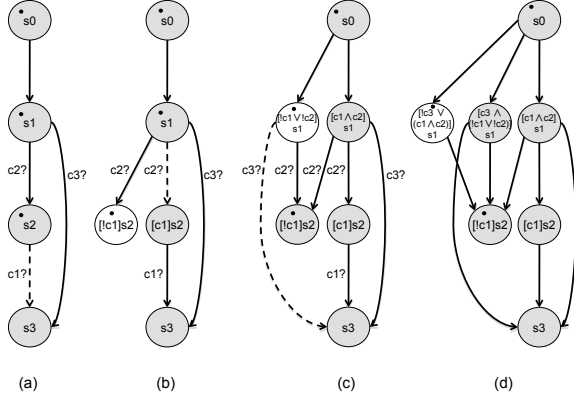 s0
s1
c2?
c3?
s2
c1?
s3
(a)
s0
s1
c2?
c2?
c3?
[!c1]s2
[c1]s2
c1?
s3
(b)
s0
[!c1∨!c2]
s1
[c1∧c2]
s1
c3?
c2?
c2?
c2?
c3?
[!c1]s2
[c1]s2
c1?
s3
(c)
s0
[!c3 ∨
(c1∧c2)]
s1
[c3 ∧
(!c1∨!c2)]
s1
[c1∧c2]
s1
[!c1]s2
[c1]s2
s3
(d)